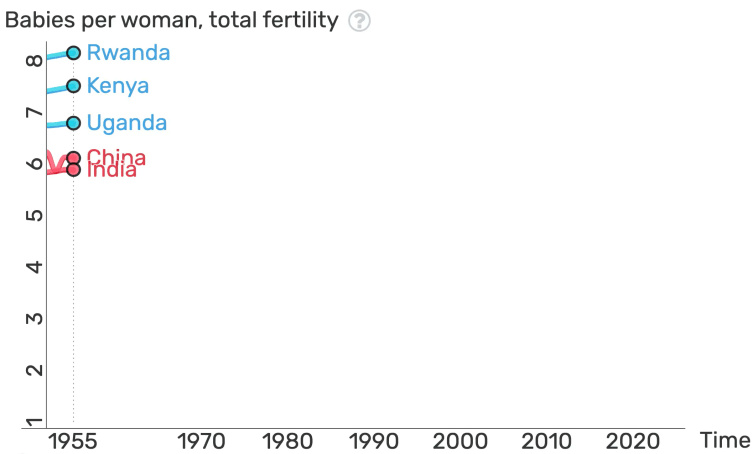 Babies per woman, total fertility ?
8
Rwanda
Kenya
7
Uganda
China
6
India
5
4
3
2
1
1955 1970 1980 1990 2000 2010 2020 Time